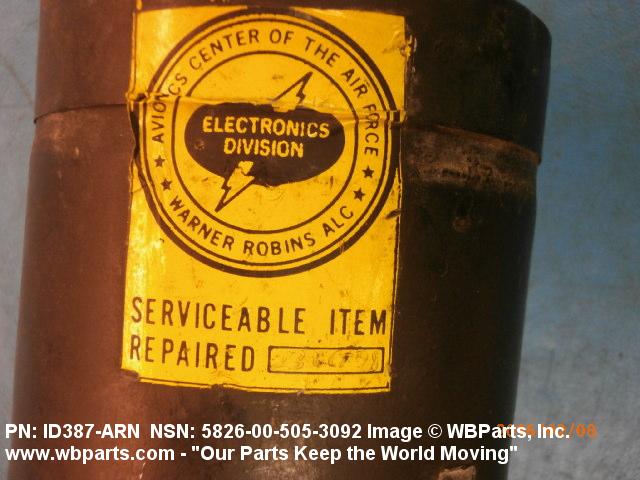 AVIONICS CENTER OF THE AIR FORCE
ELECTRONICS
DIVISION
★ ★ WARNER ROBINS ALC ★ ★
SERVICEABLE ITEM
REPAIRED
PN: ID387-ARN NSN: 5826-00-505-3092 Image © WBParts, Inc.
www.wbparts.com - "Our Parts Keep the World Moving"